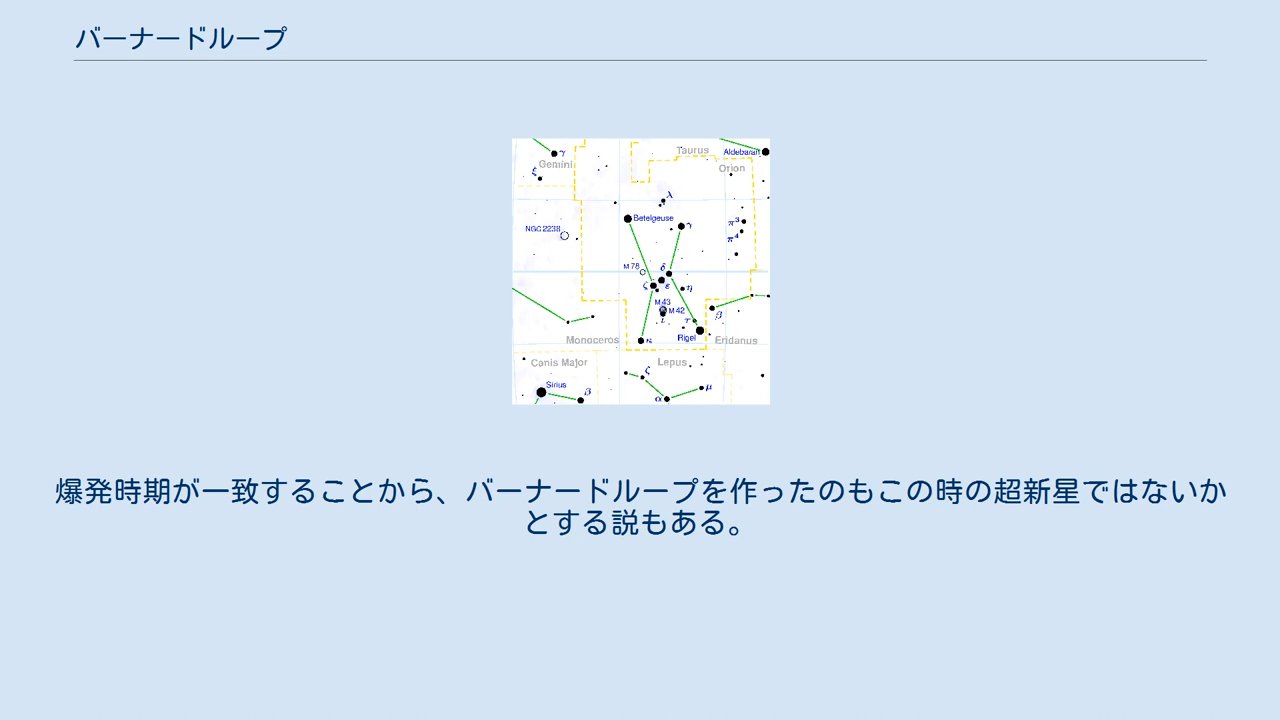 バーナードループ
γ
Gemini
ξ
Taurus
Aldebaran
Orion
λ
Betelgeuse
γ
π3
π4
NGC 2238
M 78
δ
ζ
ε
η
M 43
M 42
ι
τ
β
Rigel
κ
Monoceros
Eridanus
Canis Major
Lepus
Sirius
β
ζ
μ
α
爆発時期が一致することから、バーナードループを作ったのもこの時の超新星ではないか
とする説もある。